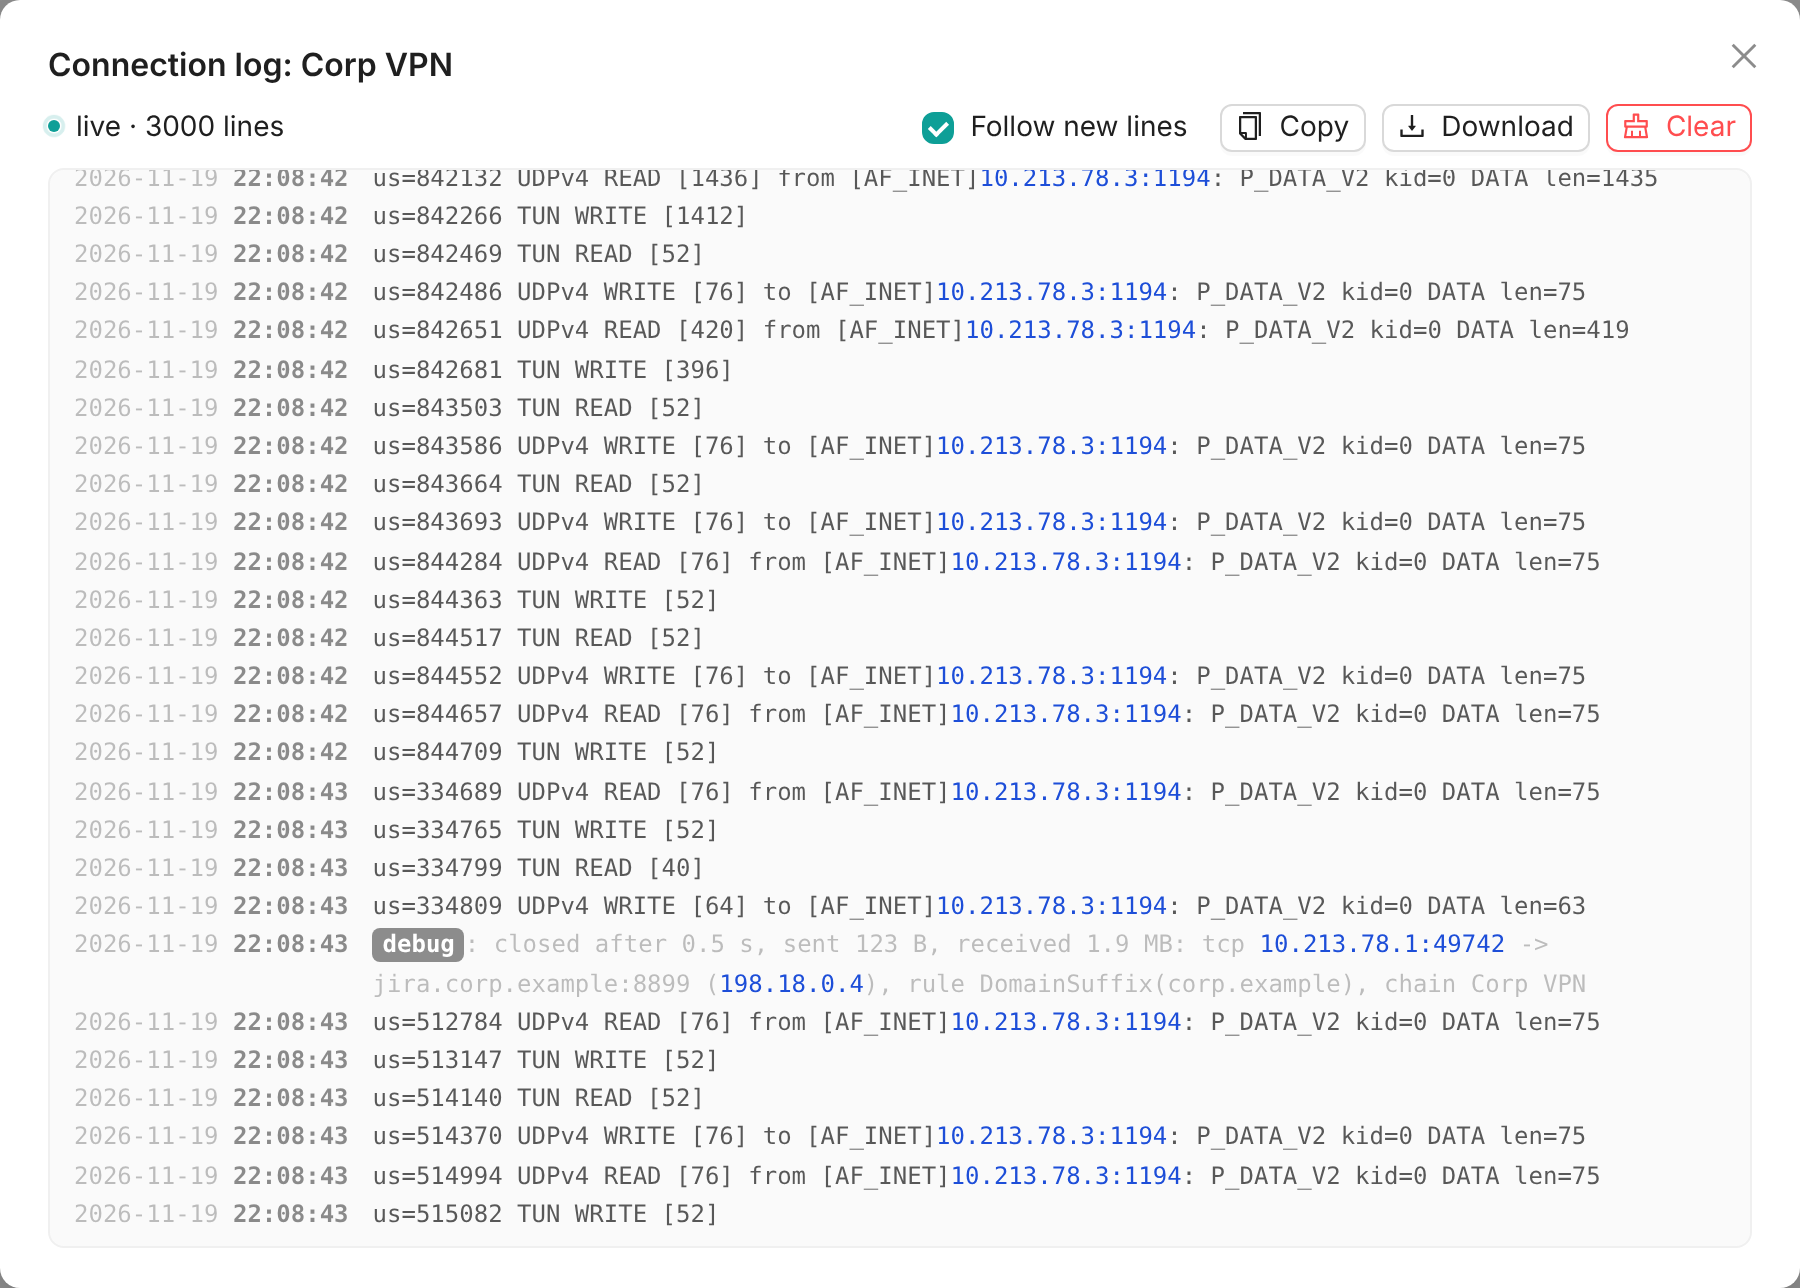 Connection log: Corp VPN
live · 3000 lines
Follow new lines
Copy
Download
Clear
2026-11-19 22:08:42 us=842132 UDPv4 READ [1436] from [AF_INET]10.213.78.3:1194: P_DATA_V2 kid=0 DATA len=1435
2026-11-19 22:08:42 us=842266 TUN WRITE [1412]
2026-11-19 22:08:42 us=842469 TUN READ [52]
2026-11-19 22:08:42 us=842486 UDPv4 WRITE [76] to [AF_INET]10.213.78.3:1194: P_DATA_V2 kid=0 DATA len=75
2026-11-19 22:08:42 us=842651 UDPv4 READ [420] from [AF_INET]10.213.78.3:1194: P_DATA_V2 kid=0 DATA len=419
2026-11-19 22:08:42 us=842681 TUN WRITE [396]
2026-11-19 22:08:42 us=843503 TUN READ [52]
2026-11-19 22:08:42 us=843586 UDPv4 WRITE [76] to [AF_INET]10.213.78.3:1194: P_DATA_V2 kid=0 DATA len=75
2026-11-19 22:08:42 us=843664 TUN READ [52]
2026-11-19 22:08:42 us=843693 UDPv4 WRITE [76] to [AF_INET]10.213.78.3:1194: P_DATA_V2 kid=0 DATA len=75
2026-11-19 22:08:42 us=844284 UDPv4 READ [76] from [AF_INET]10.213.78.3:1194: P_DATA_V2 kid=0 DATA len=75
2026-11-19 22:08:42 us=844363 TUN WRITE [52]
2026-11-19 22:08:42 us=844517 TUN READ [52]
2026-11-19 22:08:42 us=844552 UDPv4 WRITE [76] to [AF_INET]10.213.78.3:1194: P_DATA_V2 kid=0 DATA len=75
2026-11-19 22:08:42 us=844657 UDPv4 READ [76] from [AF_INET]10.213.78.3:1194: P_DATA_V2 kid=0 DATA len=75
2026-11-19 22:08:42 us=844709 TUN WRITE [52]
2026-11-19 22:08:43 us=334689 UDPv4 READ [76] from [AF_INET]10.213.78.3:1194: P_DATA_V2 kid=0 DATA len=75
2026-11-19 22:08:43 us=334765 TUN WRITE [52]
2026-11-19 22:08:43 us=334799 TUN READ [40]
2026-11-19 22:08:43 us=334809 UDPv4 WRITE [64] to [AF_INET]10.213.78.3:1194: P_DATA_V2 kid=0 DATA len=63
2026-11-19 22:08:43 debug: closed after 0.5 s, sent 123 B, received 1.9 MB: tcp 10.213.78.1:49742 ->
jira.corp.example:8899 (198.18.0.4), rule DomainSuffix(corp.example), chain Corp VPN
2026-11-19 22:08:43 us=512784 UDPv4 READ [76] from [AF_INET]10.213.78.3:1194: P_DATA_V2 kid=0 DATA len=75
2026-11-19 22:08:43 us=513147 TUN WRITE [52]
2026-11-19 22:08:43 us=514140 TUN READ [52]
2026-11-19 22:08:43 us=514370 UDPv4 WRITE [76] to [AF_INET]10.213.78.3:1194: P_DATA_V2 kid=0 DATA len=75
2026-11-19 22:08:43 us=514994 UDPv4 READ [76] from [AF_INET]10.213.78.3:1194: P_DATA_V2 kid=0 DATA len=75
2026-11-19 22:08:43 us=515082 TUN WRITE [52]